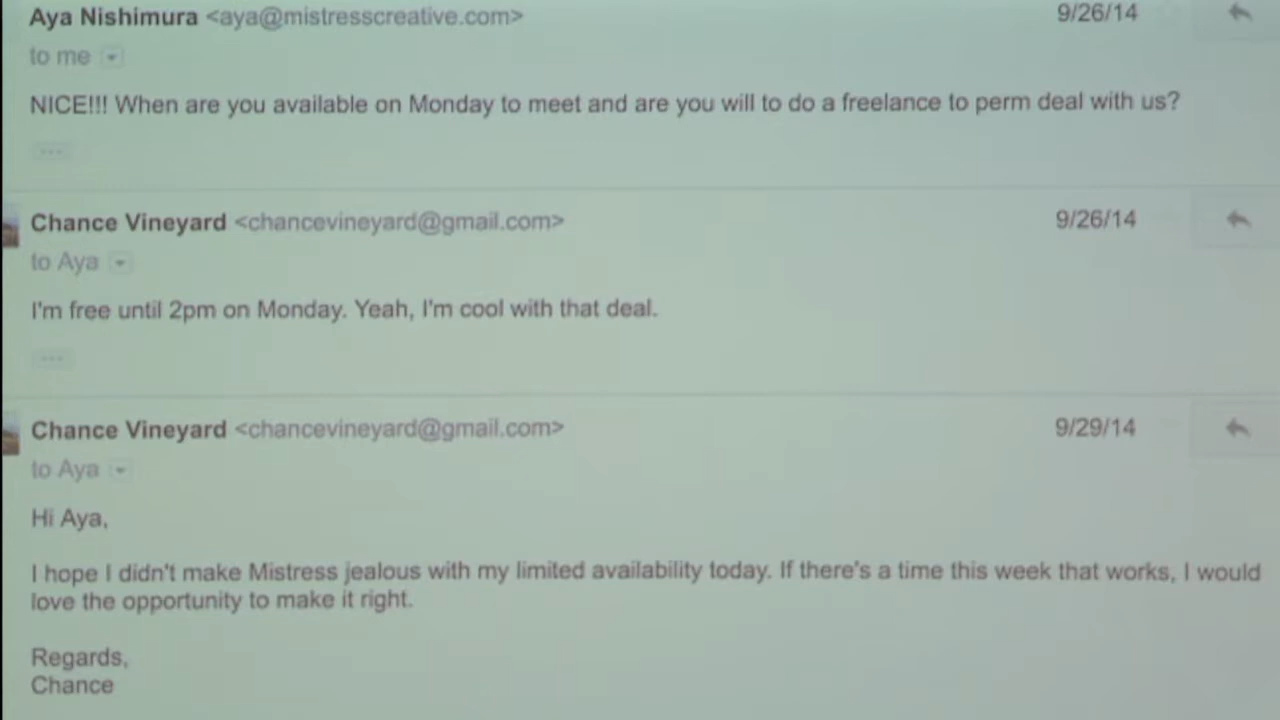 Aya Nishimura <aya@mistresscreative.com> 9/26/14
to me
NICE!!! When are you available on Monday to meet and are you will to do a freelance to perm deal with us?
Chance Vineyard <chancevineyard@gmail.com> 9/26/14
to Aya
I'm free until 2pm on Monday. Yeah, I'm cool with that deal.
Chance Vineyard <chancevineyard@gmail.com> 9/29/14
to Aya
Hi Aya,
I hope I didn't make Mistress jealous with my limited availability today. If there's a time this week that works, I would
love the opportunity to make it right.
Regards,
Chance